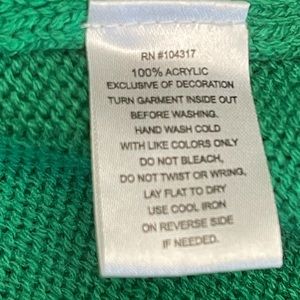 RN #104317
100% ACRYLIC
EXCLUSIVE OF DECORATION
TURN GARMENT INSIDE OUT
BEFORE WASHING.
HAND WASH COLD
WITH LIKE COLORS ONLY
DO NOT BLEACH,
DO NOT TWIST OR WRING,
LAY FLAT TO DRY
USE COOL IRON
ON REVERSE SIDE
IF NEEDED.